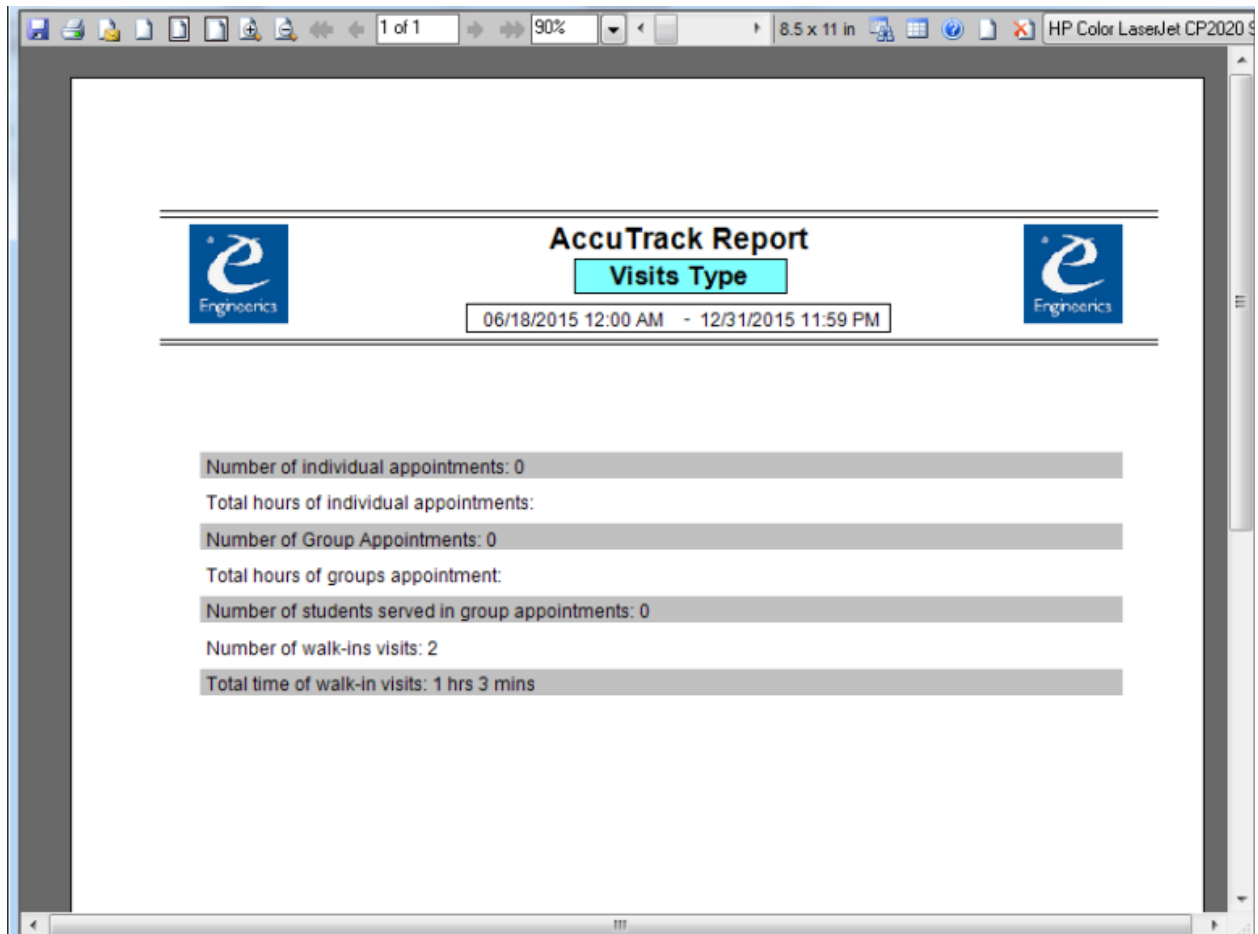 1 of 1 90% 8.5 x 11 in HP Color LaserJet CP2020 S
AccuTrack Report
Visits Type
06/18/2015 12:00 AM - 12/31/2015 11:59 PM
e
Engineerics
e
Engineerics
Number of individual appointments: 0
Total hours of individual appointments:
Number of Group Appointments: 0
Total hours of groups appointment:
Number of students served in group appointments: 0
Number of walk-ins visits: 2
Total time of walk-in visits: 1 hrs 3 mins